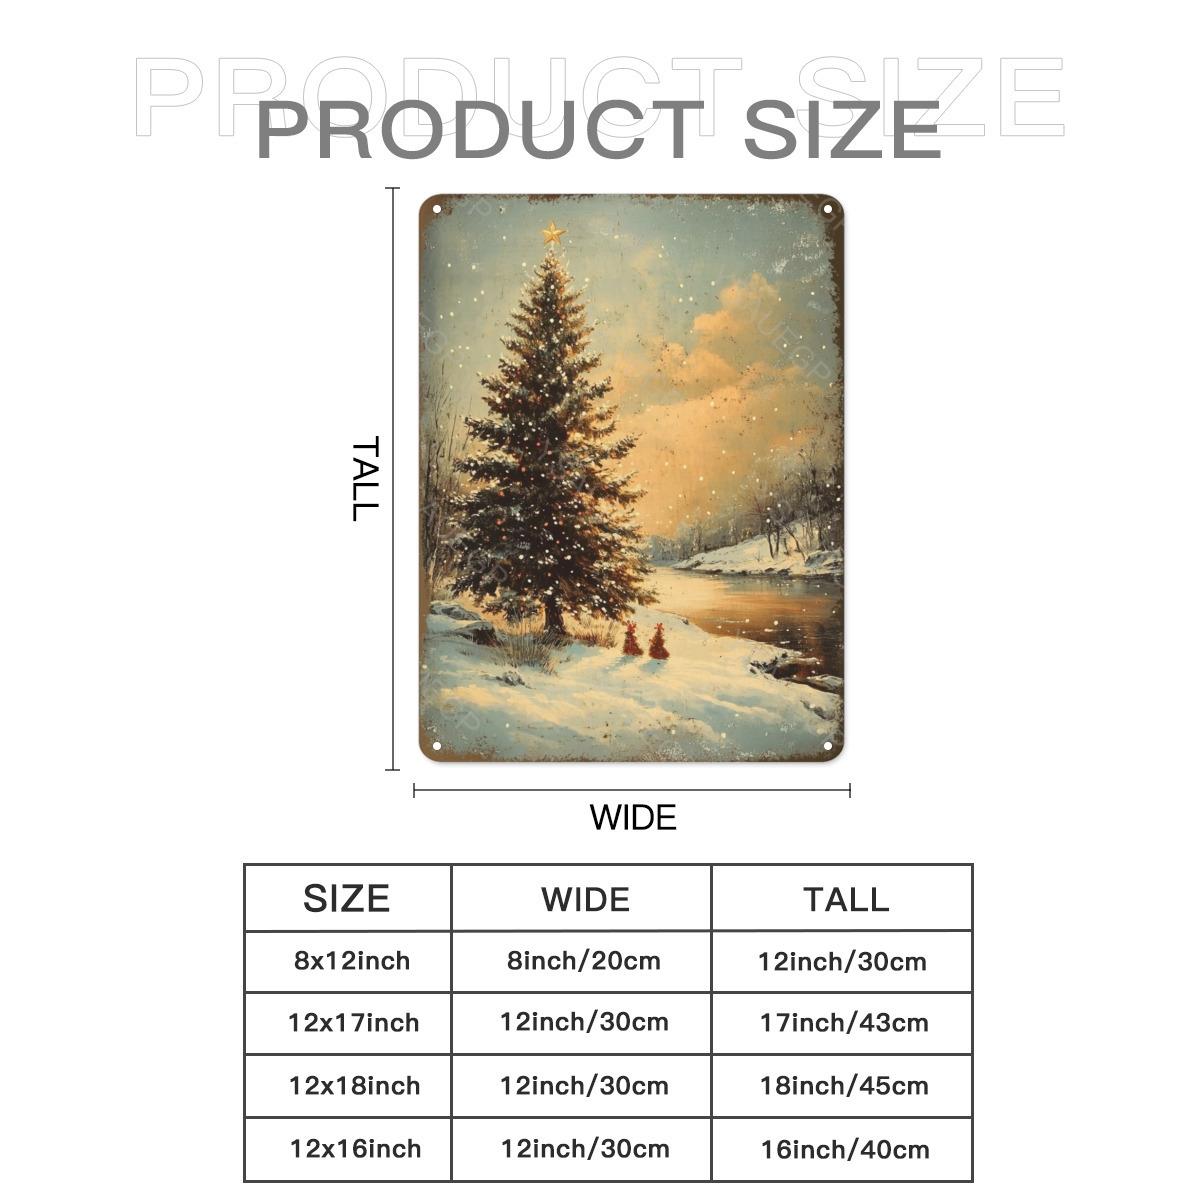 PRODUCT SIZE
PRODUCT SIZE
TALL
WIDE
SIZE WIDE TALL
8x12inch 8inch/20cm 12inch/30cm
12x17inch 12inch/30cm 17inch/43cm
12x18inch 12inch/30cm 18inch/45cm
12x16inch 12inch/30cm 16inch/40cm